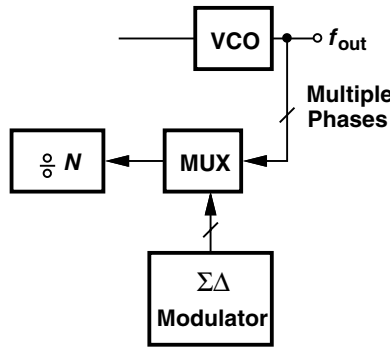 VCO
f_out
Multiple
Phases
÷ N
MUX
ΣΔ
Modulator